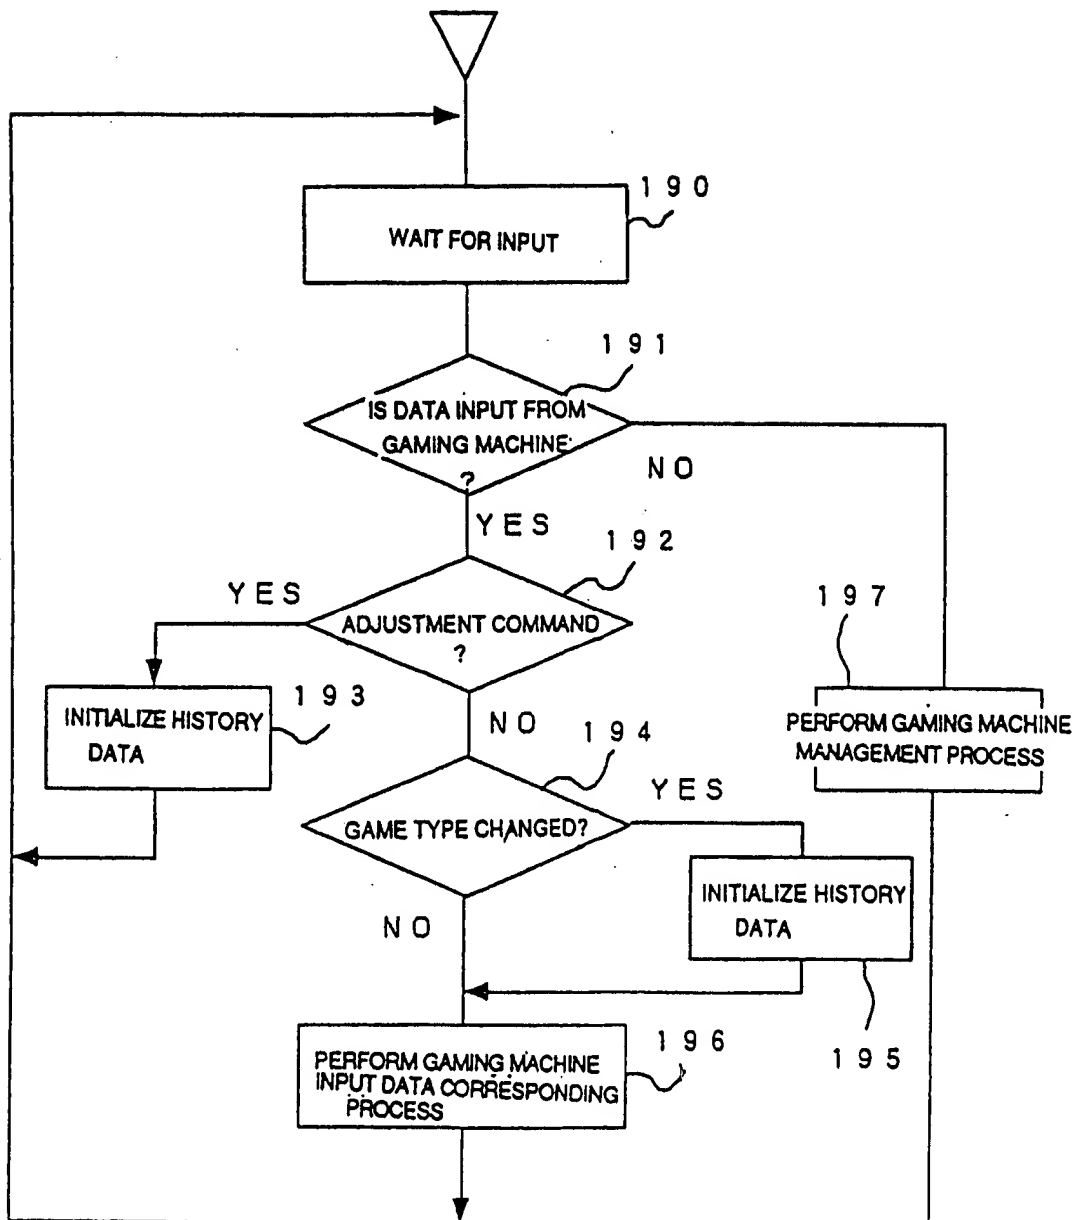 190
WAIT FOR INPUT
191
IS DATA INPUT FROM
GAMING MACHINE
?
NO
YES
192
YES
ADJUSTMENT COMMAND
?
197
193
INITIALIZE HISTORY
DATA
NO
194
PERFORM GAMING MACHINE
MANAGEMENT PROCESS
YES
GAME TYPE CHANGED?
INITIALIZE HISTORY
DATA
NO
195
196
PERFORM GAMING MACHINE
INPUT DATA CORRESPONDING
PROCESS